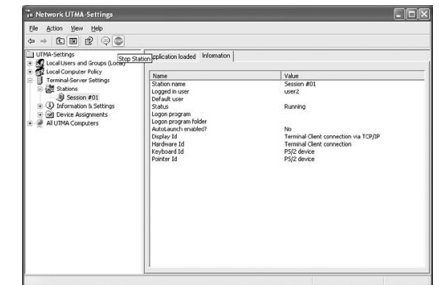 Network UTMA-Settings
File Action View Help
UTMA-Settings
Local Users and Groups (Local)
Local Computer Policy
Terminal-Server Settings
Stations
Session #01
Information & Settings
Device Assignments
All UTMA Computers
Stop Station
Application loaded Information
Name Value
Station name Session #01
Logged in user user2
Default user
Status Running
Logon program
Logon program folder
AutoLaunch enabled? No
Display Id Terminal Client connection via TCP/IP
Hardware Id Terminal Client connection
Keyboard Id PS/2 device
Pointer Id PS/2 device